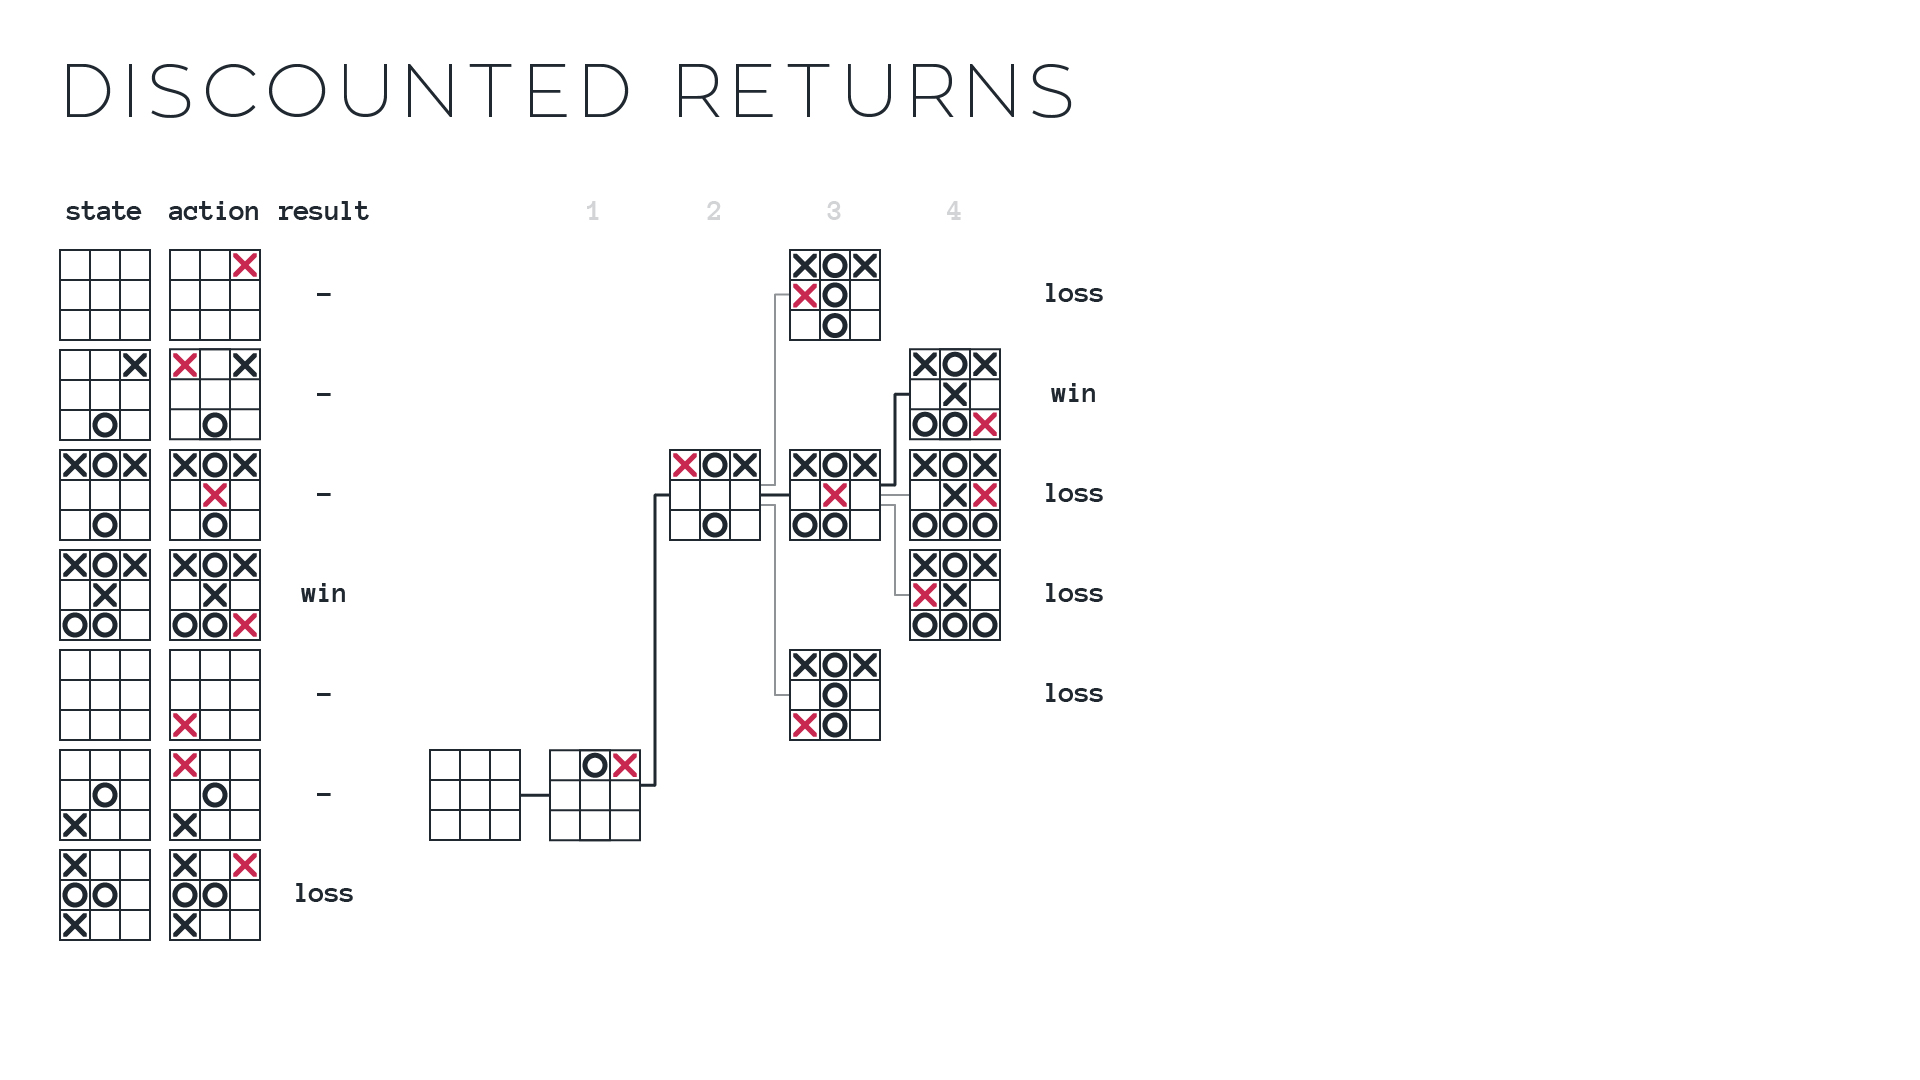 DISCOUNTED RETURNS
state action result 1 2 3 4
– loss
– win
– loss
win loss
– loss
–
loss